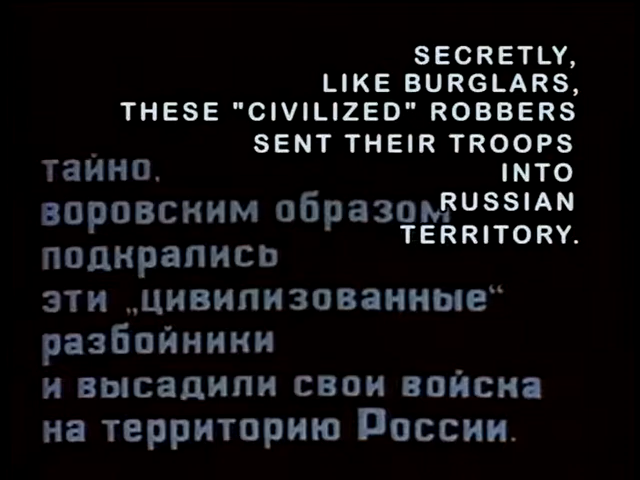 SECRETLY,
LIKE BURGLARS,
THESE "CIVILIZED" ROBBERS
SENT THEIR TROOPS
INTO
RUSSIAN
TERRITORY.
тайно,
воровским образом
подкрались
эти „цивилизованные“
разбойники
и высадили свои войска
на территорию России.